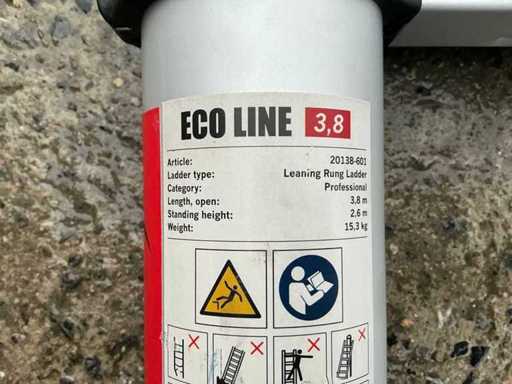 ECO LINE 3,8
Article: 20138-601
Ladder type: Leaning Rung Ladder
Category: Professional
Length, open: 3,8 m
Standing height: 2,6 m
Weight: 15,3 kg